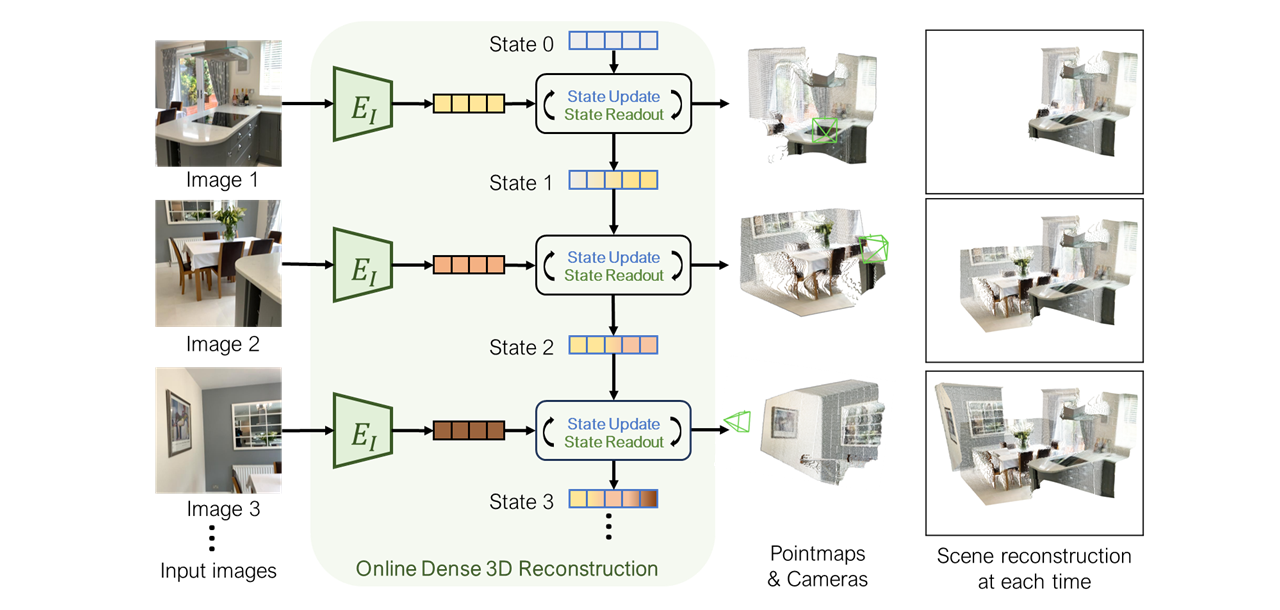 State 0
E_I
State Update
State Readout
Image 1
State 1
E_I
State Update
State Readout
Image 2
State 2
E_I
State Update
State Readout
Image 3
State 3
Input images
Online Dense 3D Reconstruction
Pointmaps
& Cameras
Scene reconstruction
at each time